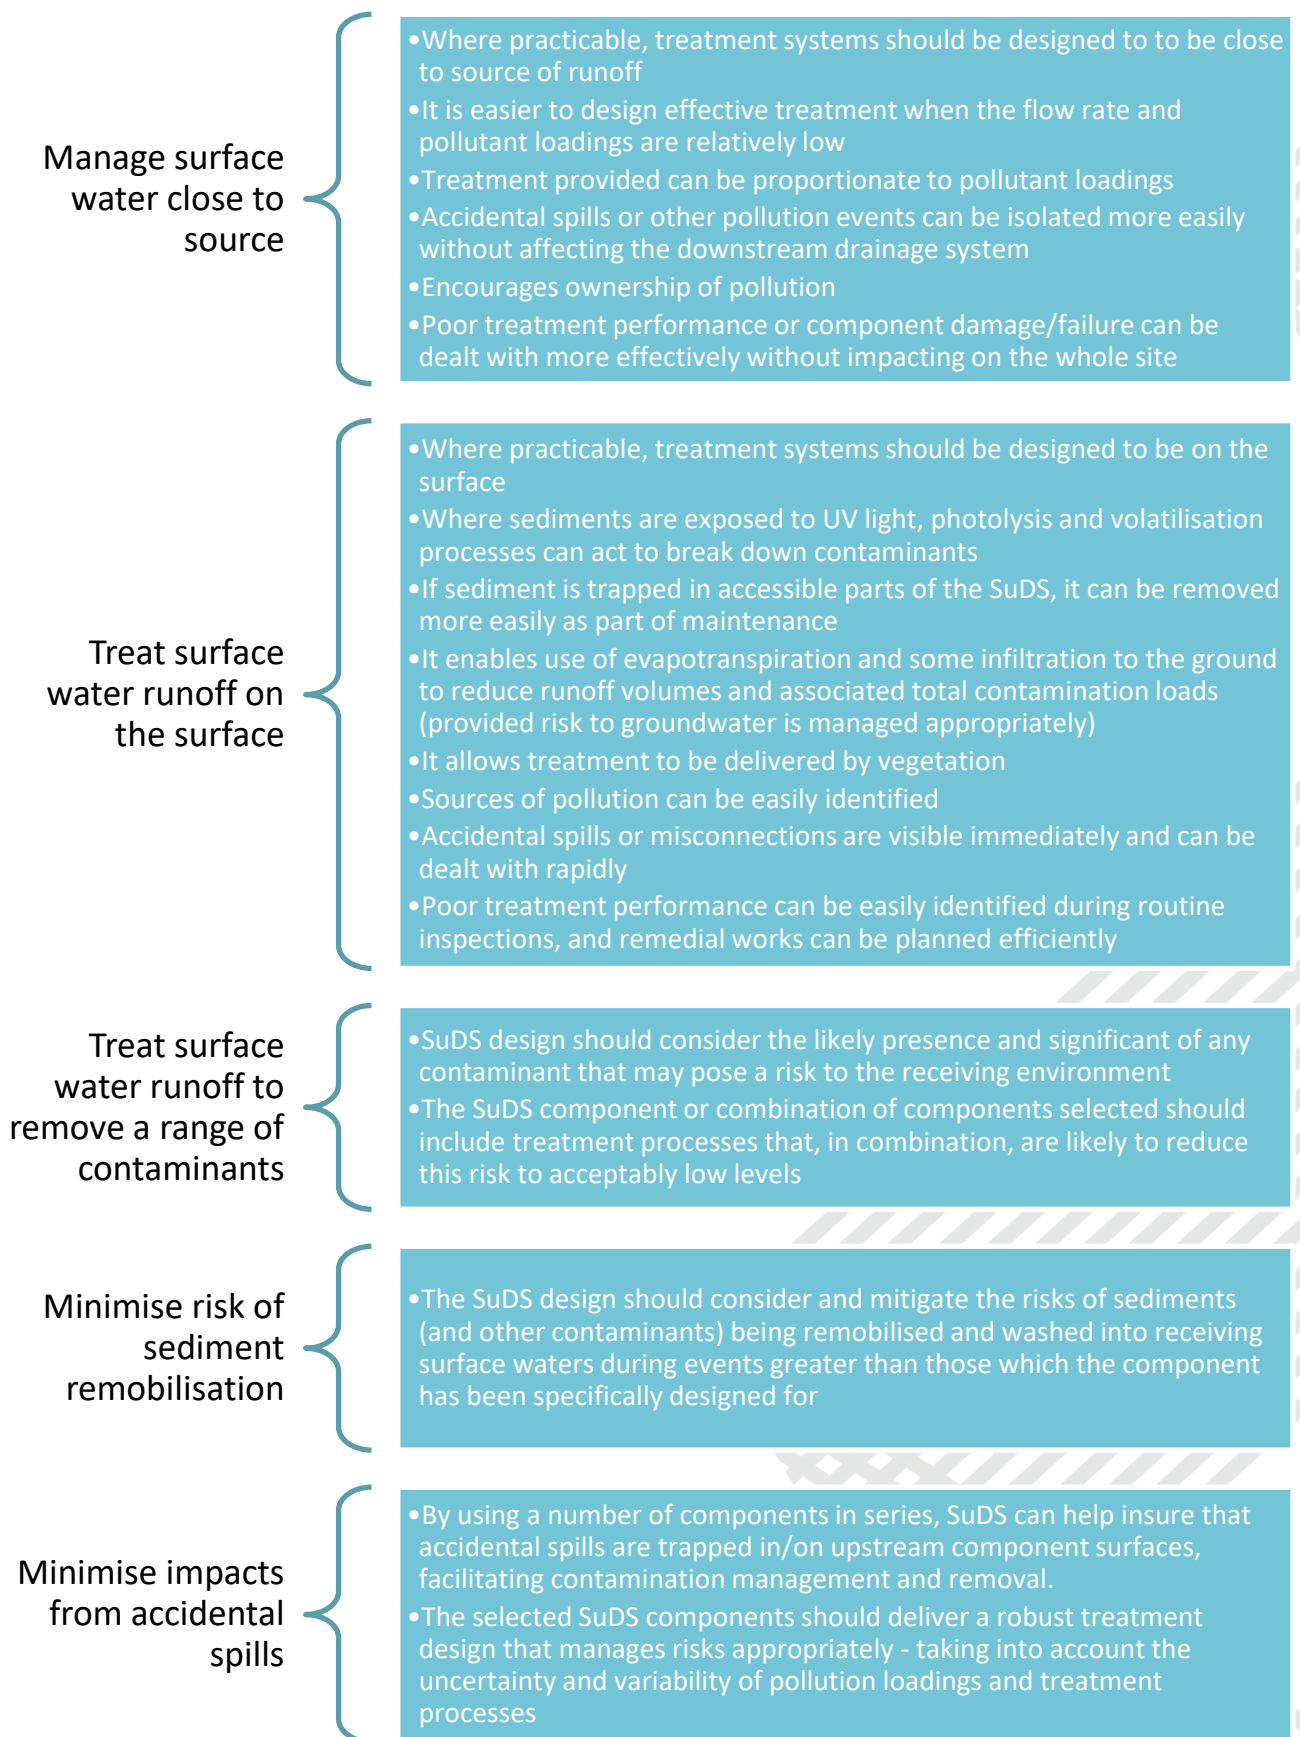 Manage surface
water close to
source
•Where practicable, treatment systems should be designed to to be close
to source of runoff
•It is easier to design effective treatment when the flow rate and
pollutant loadings are relatively low
•Treatment provided can be proportionate to pollutant loadings
•Accidental spills or other pollution events can be isolated more easily
without affecting the downstream drainage system
•Encourages ownership of pollution
•Poor treatment performance or component damage/failure can be
dealt with more effectively without impacting on the whole site
Treat surface
water runoff on
the surface
•Where practicable, treatment systems should be designed to be on the
surface
•Where sediments are exposed to UV light, photolysis and volatilisation
processes can act to break down contaminants
•If sediment is trapped in accessible parts of the SuDS, it can be removed
more easily as part of maintenance
•It enables use of evapotranspiration and some infiltration to the ground
to reduce runoff volumes and associated total contamination loads
(provided risk to groundwater is managed appropriately)
•It allows treatment to be delivered by vegetation
•Sources of pollution can be easily identified
•Accidental spills or misconnections are visible immediately and can be
dealt with rapidly
•Poor treatment performance can be easily identified during routine
inspections, and remedial works can be planned efficiently
Treat surface
water runoff to
remove a range of
contaminants
•SuDS design should consider the likely presence and significant of any
contaminant that may pose a risk to the receiving environment
•The SuDS component or combination of components selected should
include treatment processes that, in combination, are likely to reduce
this risk to acceptably low levels
Minimise risk of
sediment
remobilisation
•The SuDS design should consider and mitigate the risks of sediments
(and other contaminants) being remobilised and washed into receiving
surface waters during events greater than those which the component
has been specifically designed for
Minimise impacts
from accidental
spills
•By using a number of components in series, SuDS can help insure that
accidental spills are trapped in/on upstream component surfaces,
facilitating contamination management and removal.
•The selected SuDS components should deliver a robust treatment
design that manages risks appropriately - taking into account the
uncertainty and variability of pollution loadings and treatment
processes